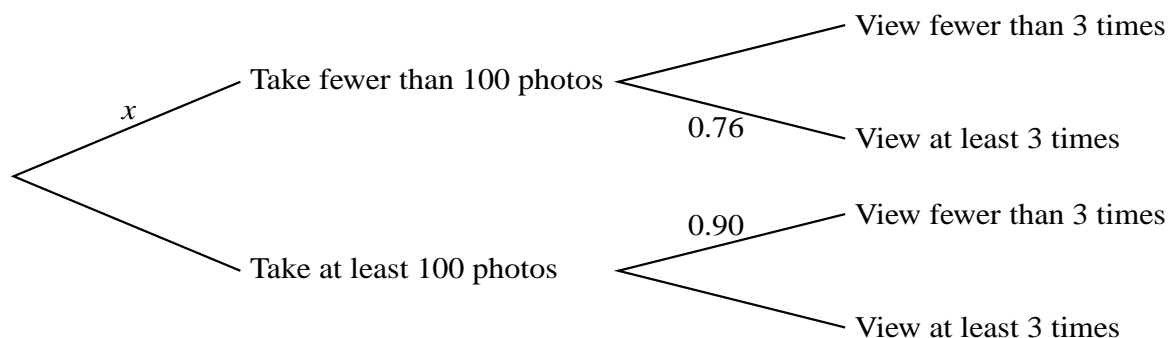 View fewer than 3 times
Take fewer than 100 photos
x
0.76
View at least 3 times
0.90
View fewer than 3 times
Take at least 100 photos
View at least 3 times